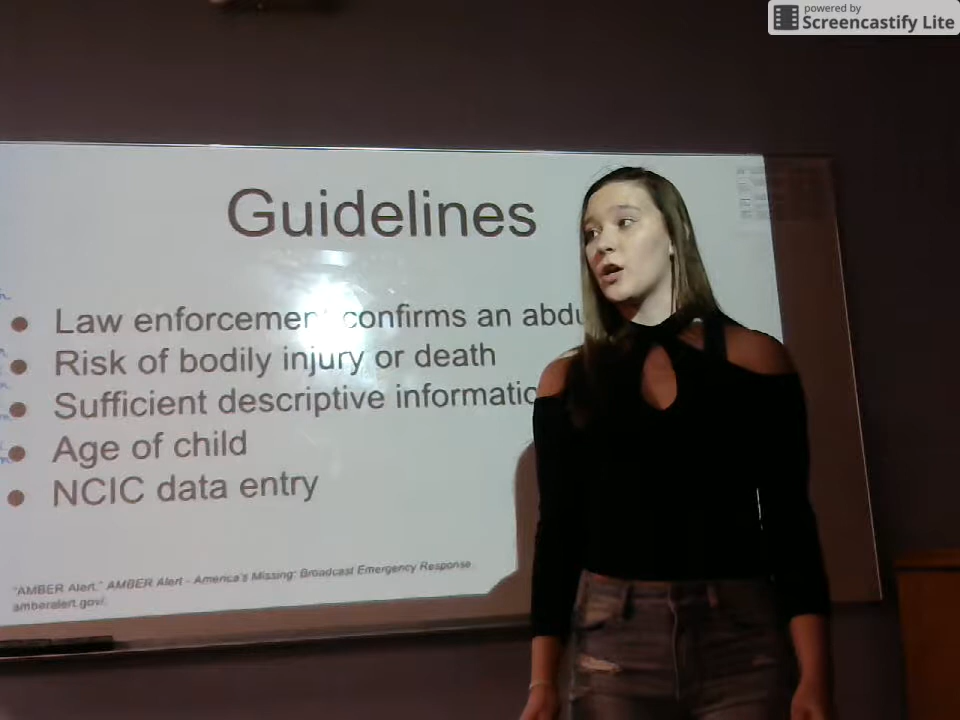 powered by
Screencastify Lite
Guidelines
Law enforcement confirms an abdu
Risk of bodily injury or death
Sufficient descriptive informatio
Age of child
NCIC data entry
"AMBER Alert." AMBER Alert - America's Missing: Broadcast Emergency Response.
amberalert.gov/.